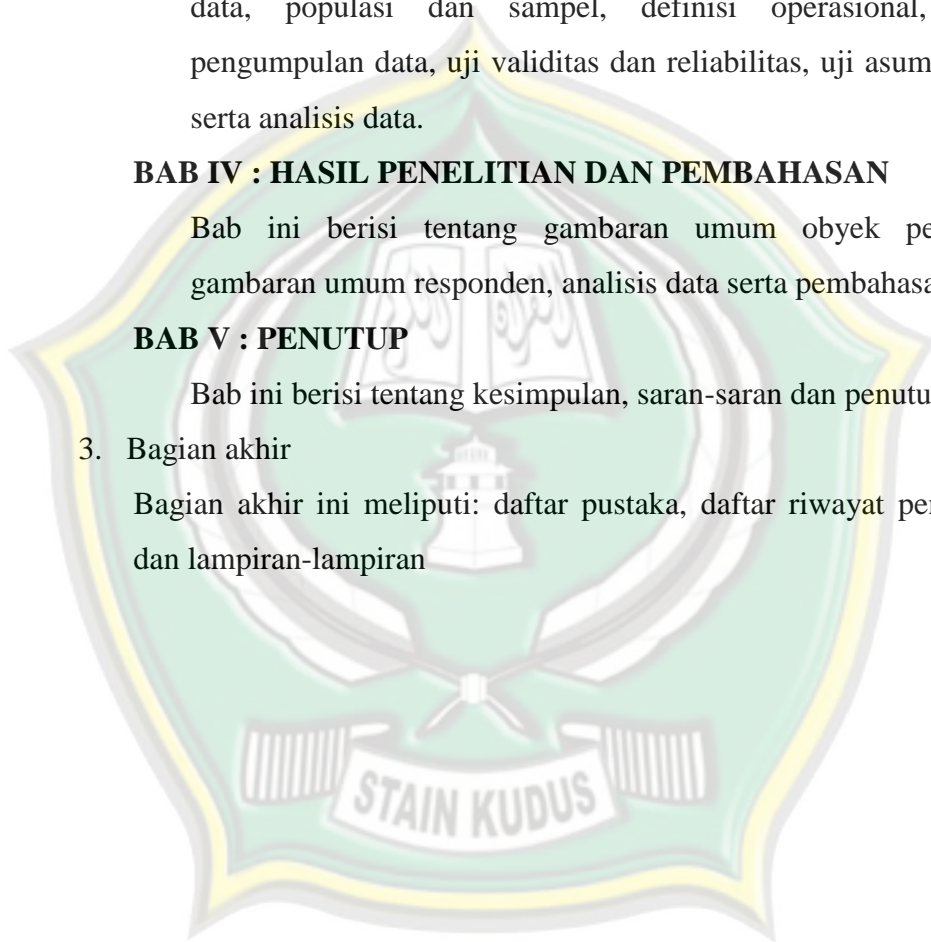 data, populasi dan sampel, definisi operasional,
pengumpulan data, uji validitas dan reliabilitas, uji asum
serta analisis data.
BAB IV : HASIL PENELITIAN DAN PEMBAHASAN
Bab ini berisi tentang gambaran umum obyek pe
gambaran umum responden, analisis data serta pembahasa
BAB V : PENUTUP
Bab ini berisi tentang kesimpulan, saran-saran dan penutu
3. Bagian akhir
Bagian akhir ini meliputi: daftar pustaka, daftar riwayat pe
dan lampiran-lampiran
STAIN KUDUS